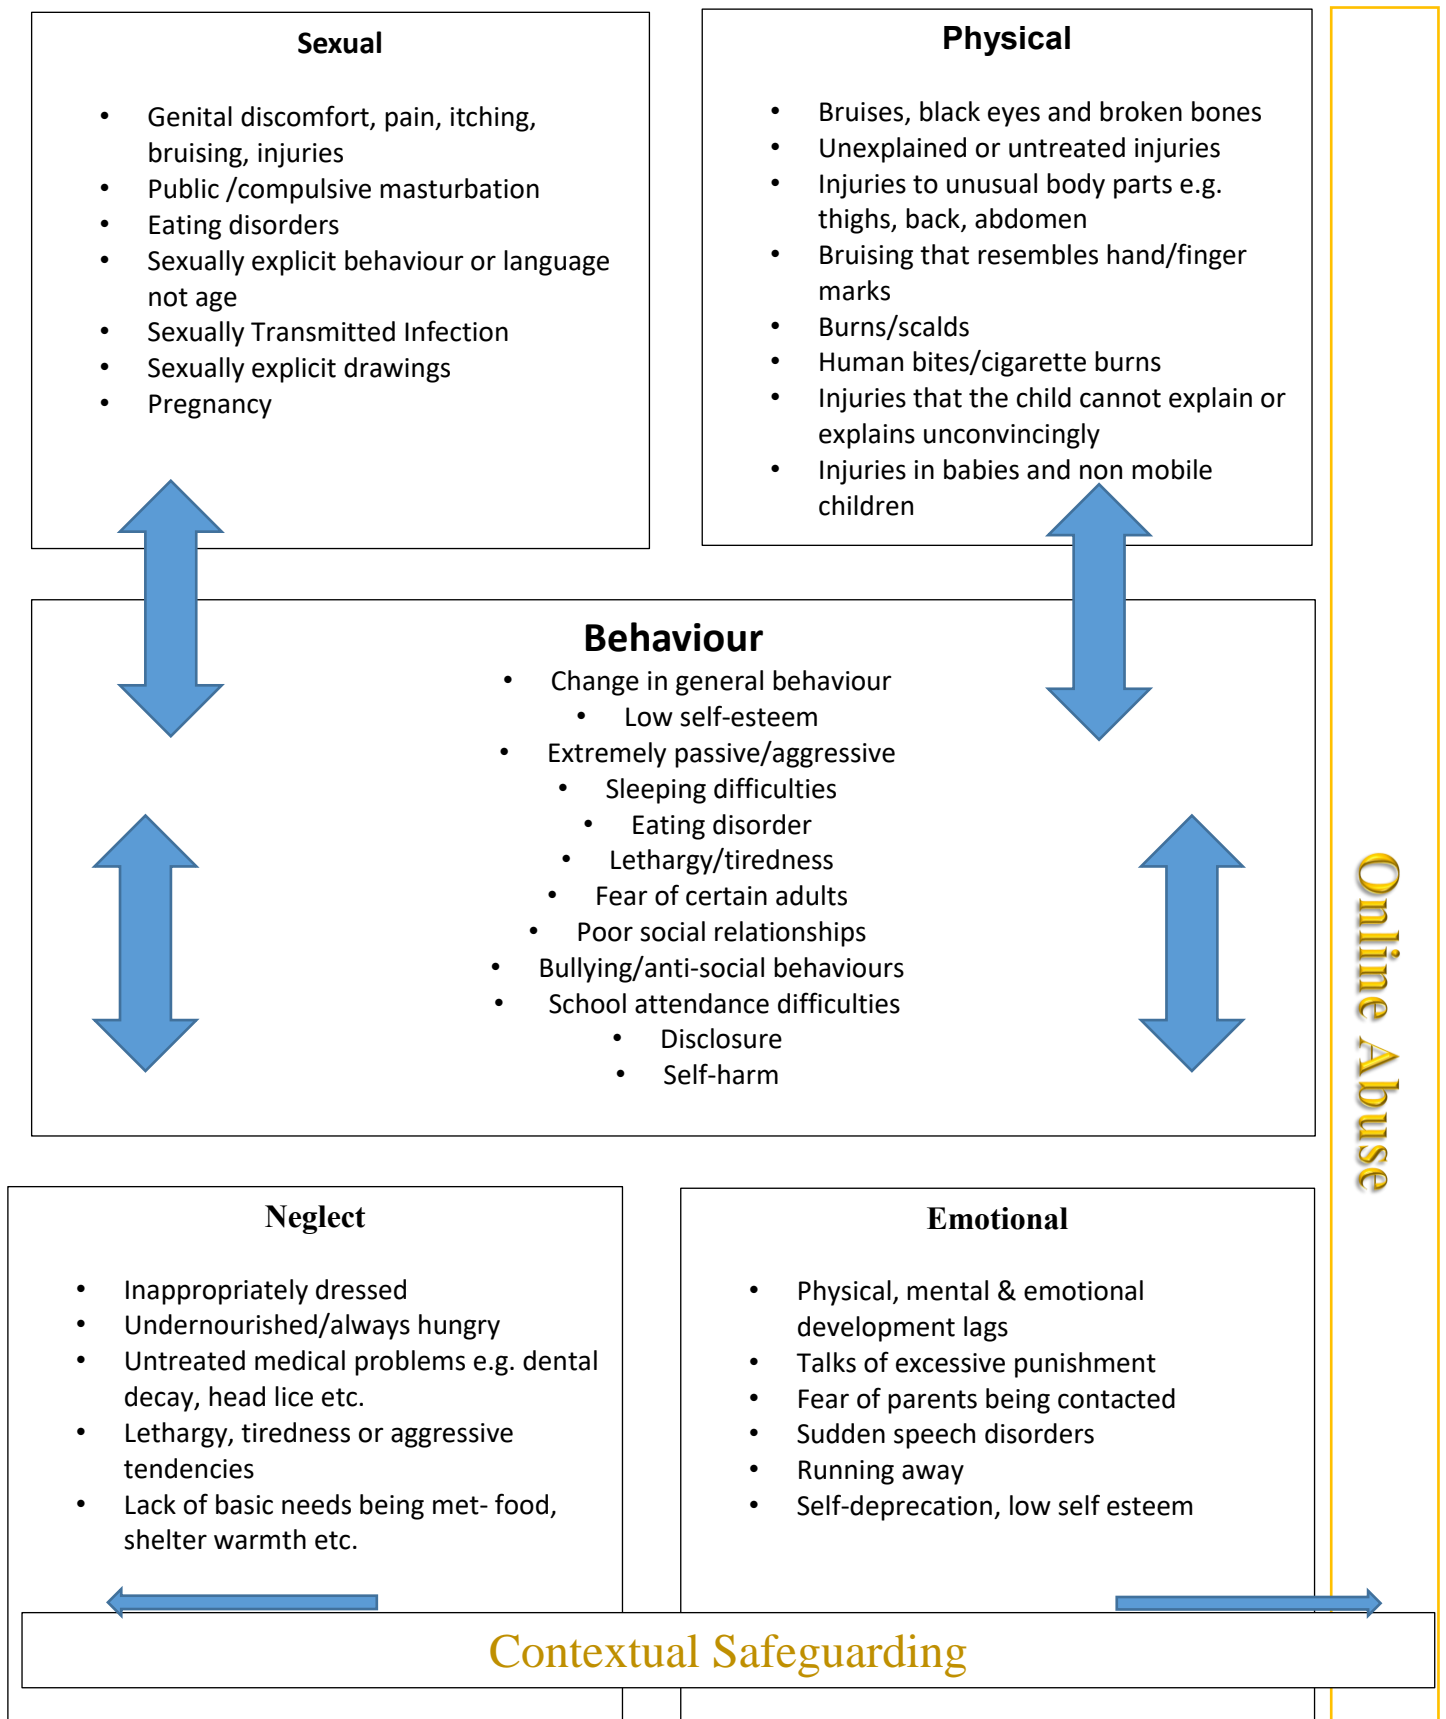 Sexual
• Genital discomfort, pain, itching,
bruising, injuries
• Public /compulsive masturbation
• Eating disorders
• Sexually explicit behaviour or language
not age
• Sexually Transmitted Infection
• Sexually explicit drawings
• Pregnancy
Physical
• Bruises, black eyes and broken bones
• Unexplained or untreated injuries
• Injuries to unusual body parts e.g.
thighs, back, abdomen
• Bruising that resembles hand/finger
marks
• Burns/scalds
• Human bites/cigarette burns
• Injuries that the child cannot explain or
explains unconvincingly
• Injuries in babies and non mobile
children
Behaviour
• Change in general behaviour
• Low self-esteem
• Extremely passive/aggressive
• Sleeping difficulties
• Eating disorder
• Lethargy/tiredness
• Fear of certain adults
• Poor social relationships
• Bullying/anti-social behaviours
• School attendance difficulties
• Disclosure
• Self-harm
Online Abuse
Neglect
• Inappropriately dressed
• Undernourished/always hungry
• Untreated medical problems e.g. dental
decay, head lice etc.
• Lethargy, tiredness or aggressive
tendencies
• Lack of basic needs being met- food,
shelter warmth etc.
Emotional
• Physical, mental & emotional
development lags
• Talks of excessive punishment
• Fear of parents being contacted
• Sudden speech disorders
• Running away
• Self-deprecation, low self esteem
Contextual Safeguarding